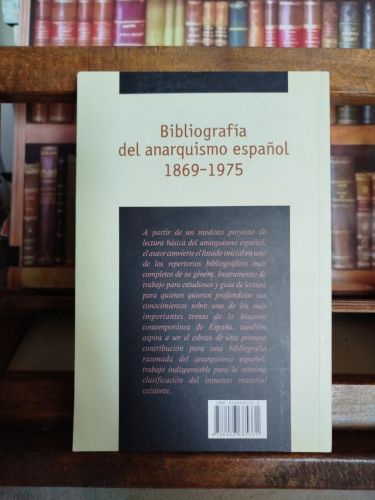 Bibliografía
del anarquismo español
1869-1975
A partir de un modesto proyecto de
lectura básica del anarquismo español,
el autor convierte el listado inicial en uno
de los repertorios bibliográficos más
completos de su género. Instrumento de
trabajo para estudiosos y guía de lectura
para quienes quieran profundizar sus
conocimientos sobre uno de los más
importantes temas de la historia
contemporánea de España, también
aspira a ser el esbozo de una primera
contribución para una bibliografía
razonada del anarquismo español,
trabajo indispensable para la mínima
clasificación del inmenso material
existente.
ISBN